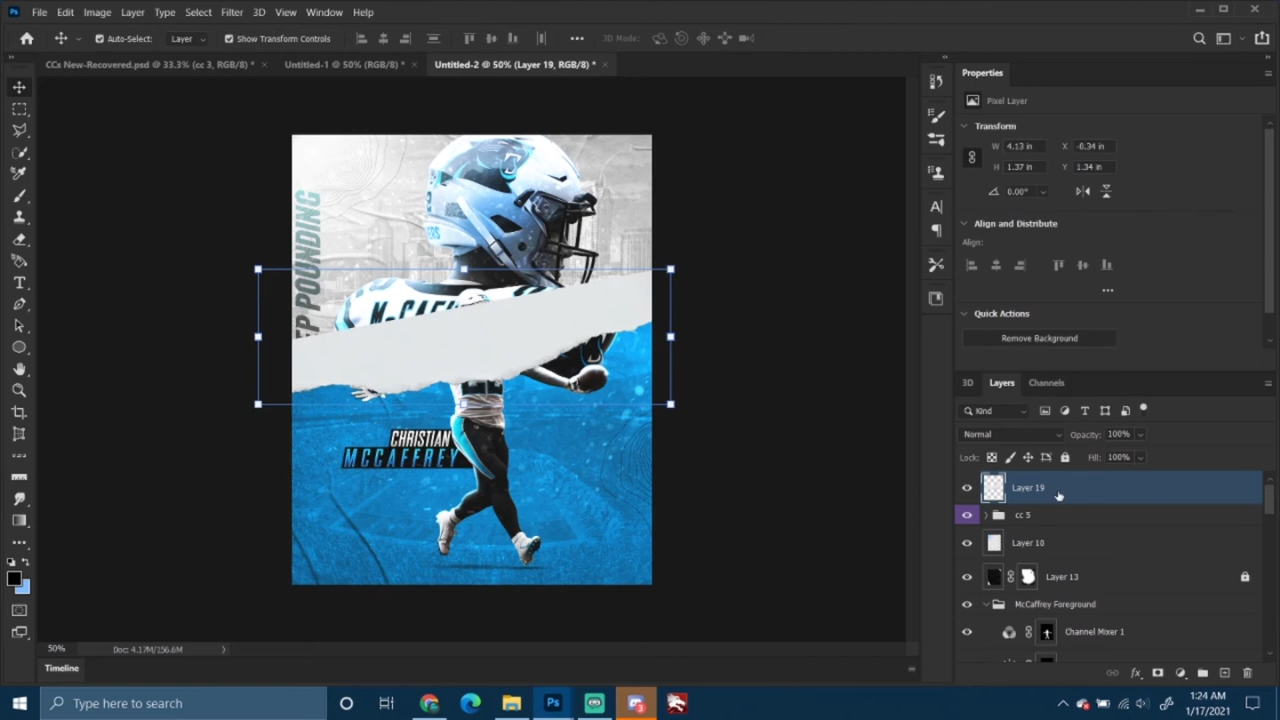 Ps File Edit Image Layer Type Select Filter 3D View Window Help
Auto-Select: Layer Show Transform Controls 3D Mode:
CCs New-Recovered.psd @ 33.3% (cc 3, RGB/8) * × Untitled-1 @ 50% (RGB/8) * × Untitled-2 @ 50% (Layer 19, RGB/8) * ×
Properties
Pixel Layer
Transform
W 4.13 in X -0.34 in
H 1.37 in Y 1.34 in
0.00°
Align and Distribute
Align:
Quick Actions
Remove Background
POUNDING
CHRISTIAN
MCCAFFREY
3D Layers Channels
Kind
Normal Opacity: 100%
Lock: Fill: 100%
Layer 19
cc 5
Layer 10
Layer 13
McCaffrey Foreground
Channel Mixer 1
50% Doc: 4.17M/156.6M
Timeline
Type here to search
Ps
1:24 AM
1/17/2021